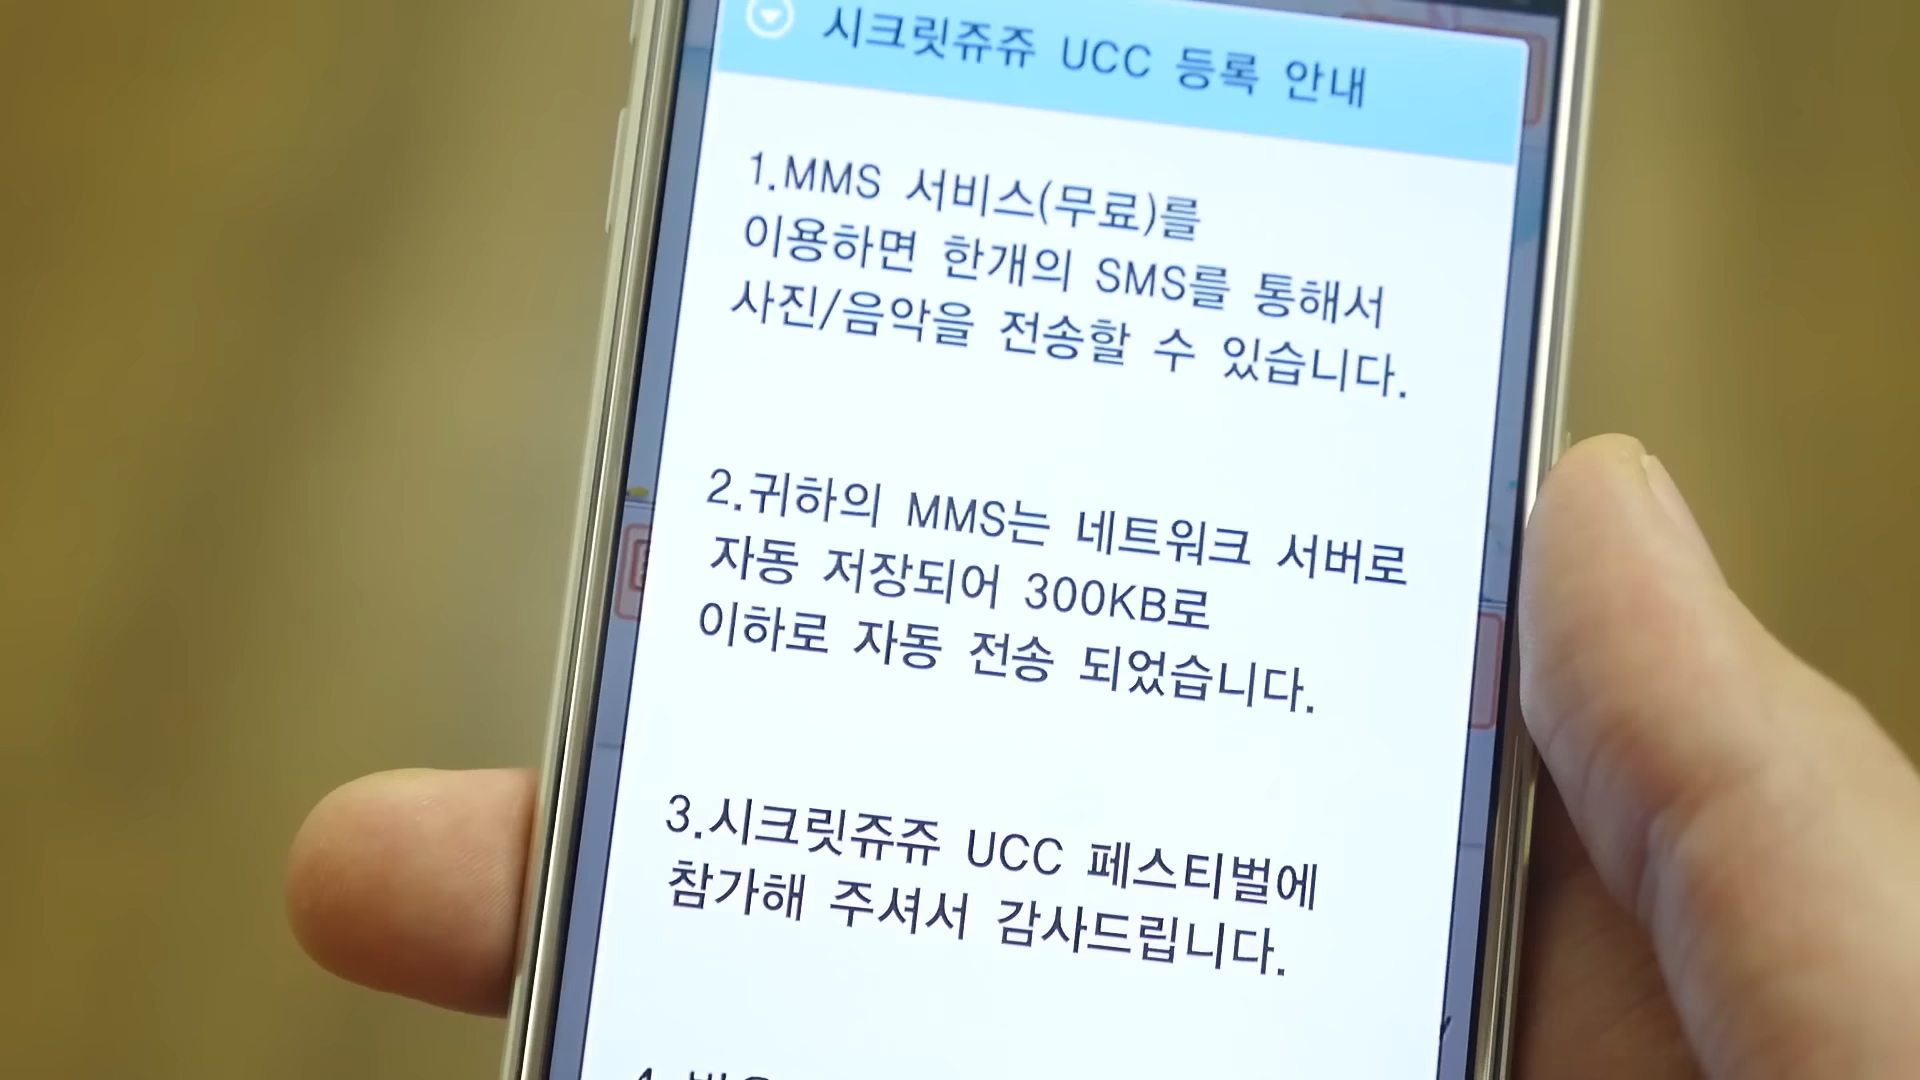 시크릿쥬쥬 UCC 등록 안내
1.MMS 서비스(무료)를
이용하면 한개의 SMS를 통해서
사진/음악을 전송할 수 있습니다.
2.귀하의 MMS는 네트워크 서버로
자동 저장되어 300KB로
이하로 자동 전송 되었습니다.
3.시크릿쥬쥬 UCC 페스티벌에
참가해 주셔서 감사드립니다.